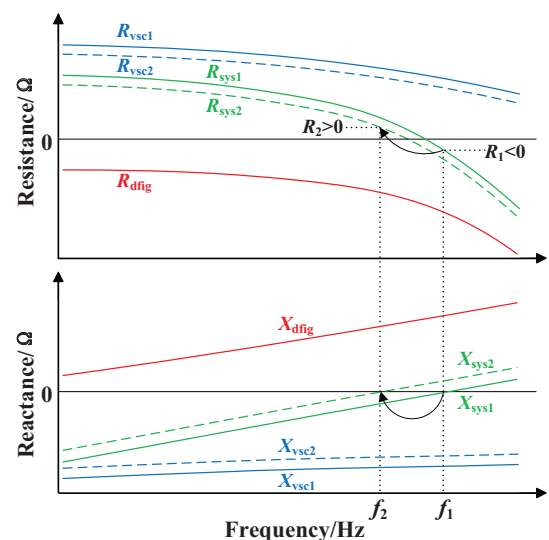 Resistance/ Ω
R_vsc1
R_vsc2
R_sys1
R_sys2
R_2>0
R_1<0
0
R_dfig
Reactance/ Ω
X_dfig
X_sys2
0
X_sys1
X_vsc2
X_vsc1
f_2
f_1
Frequency/Hz